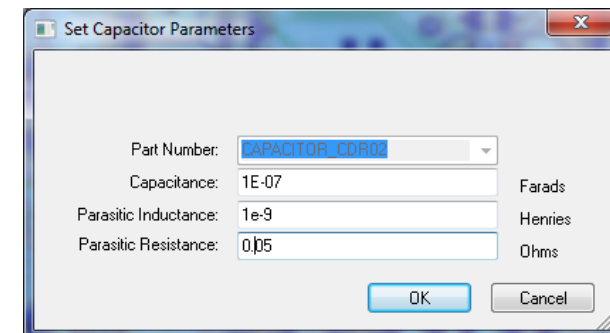 Set Capacitor Parameters
Part Number: CAPACITOR_CDR02
Capacitance: 1E-07 Farads
Parasitic Inductance: 1e-9 Henries
Parasitic Resistance: 0.05 Ohms
OK Cancel